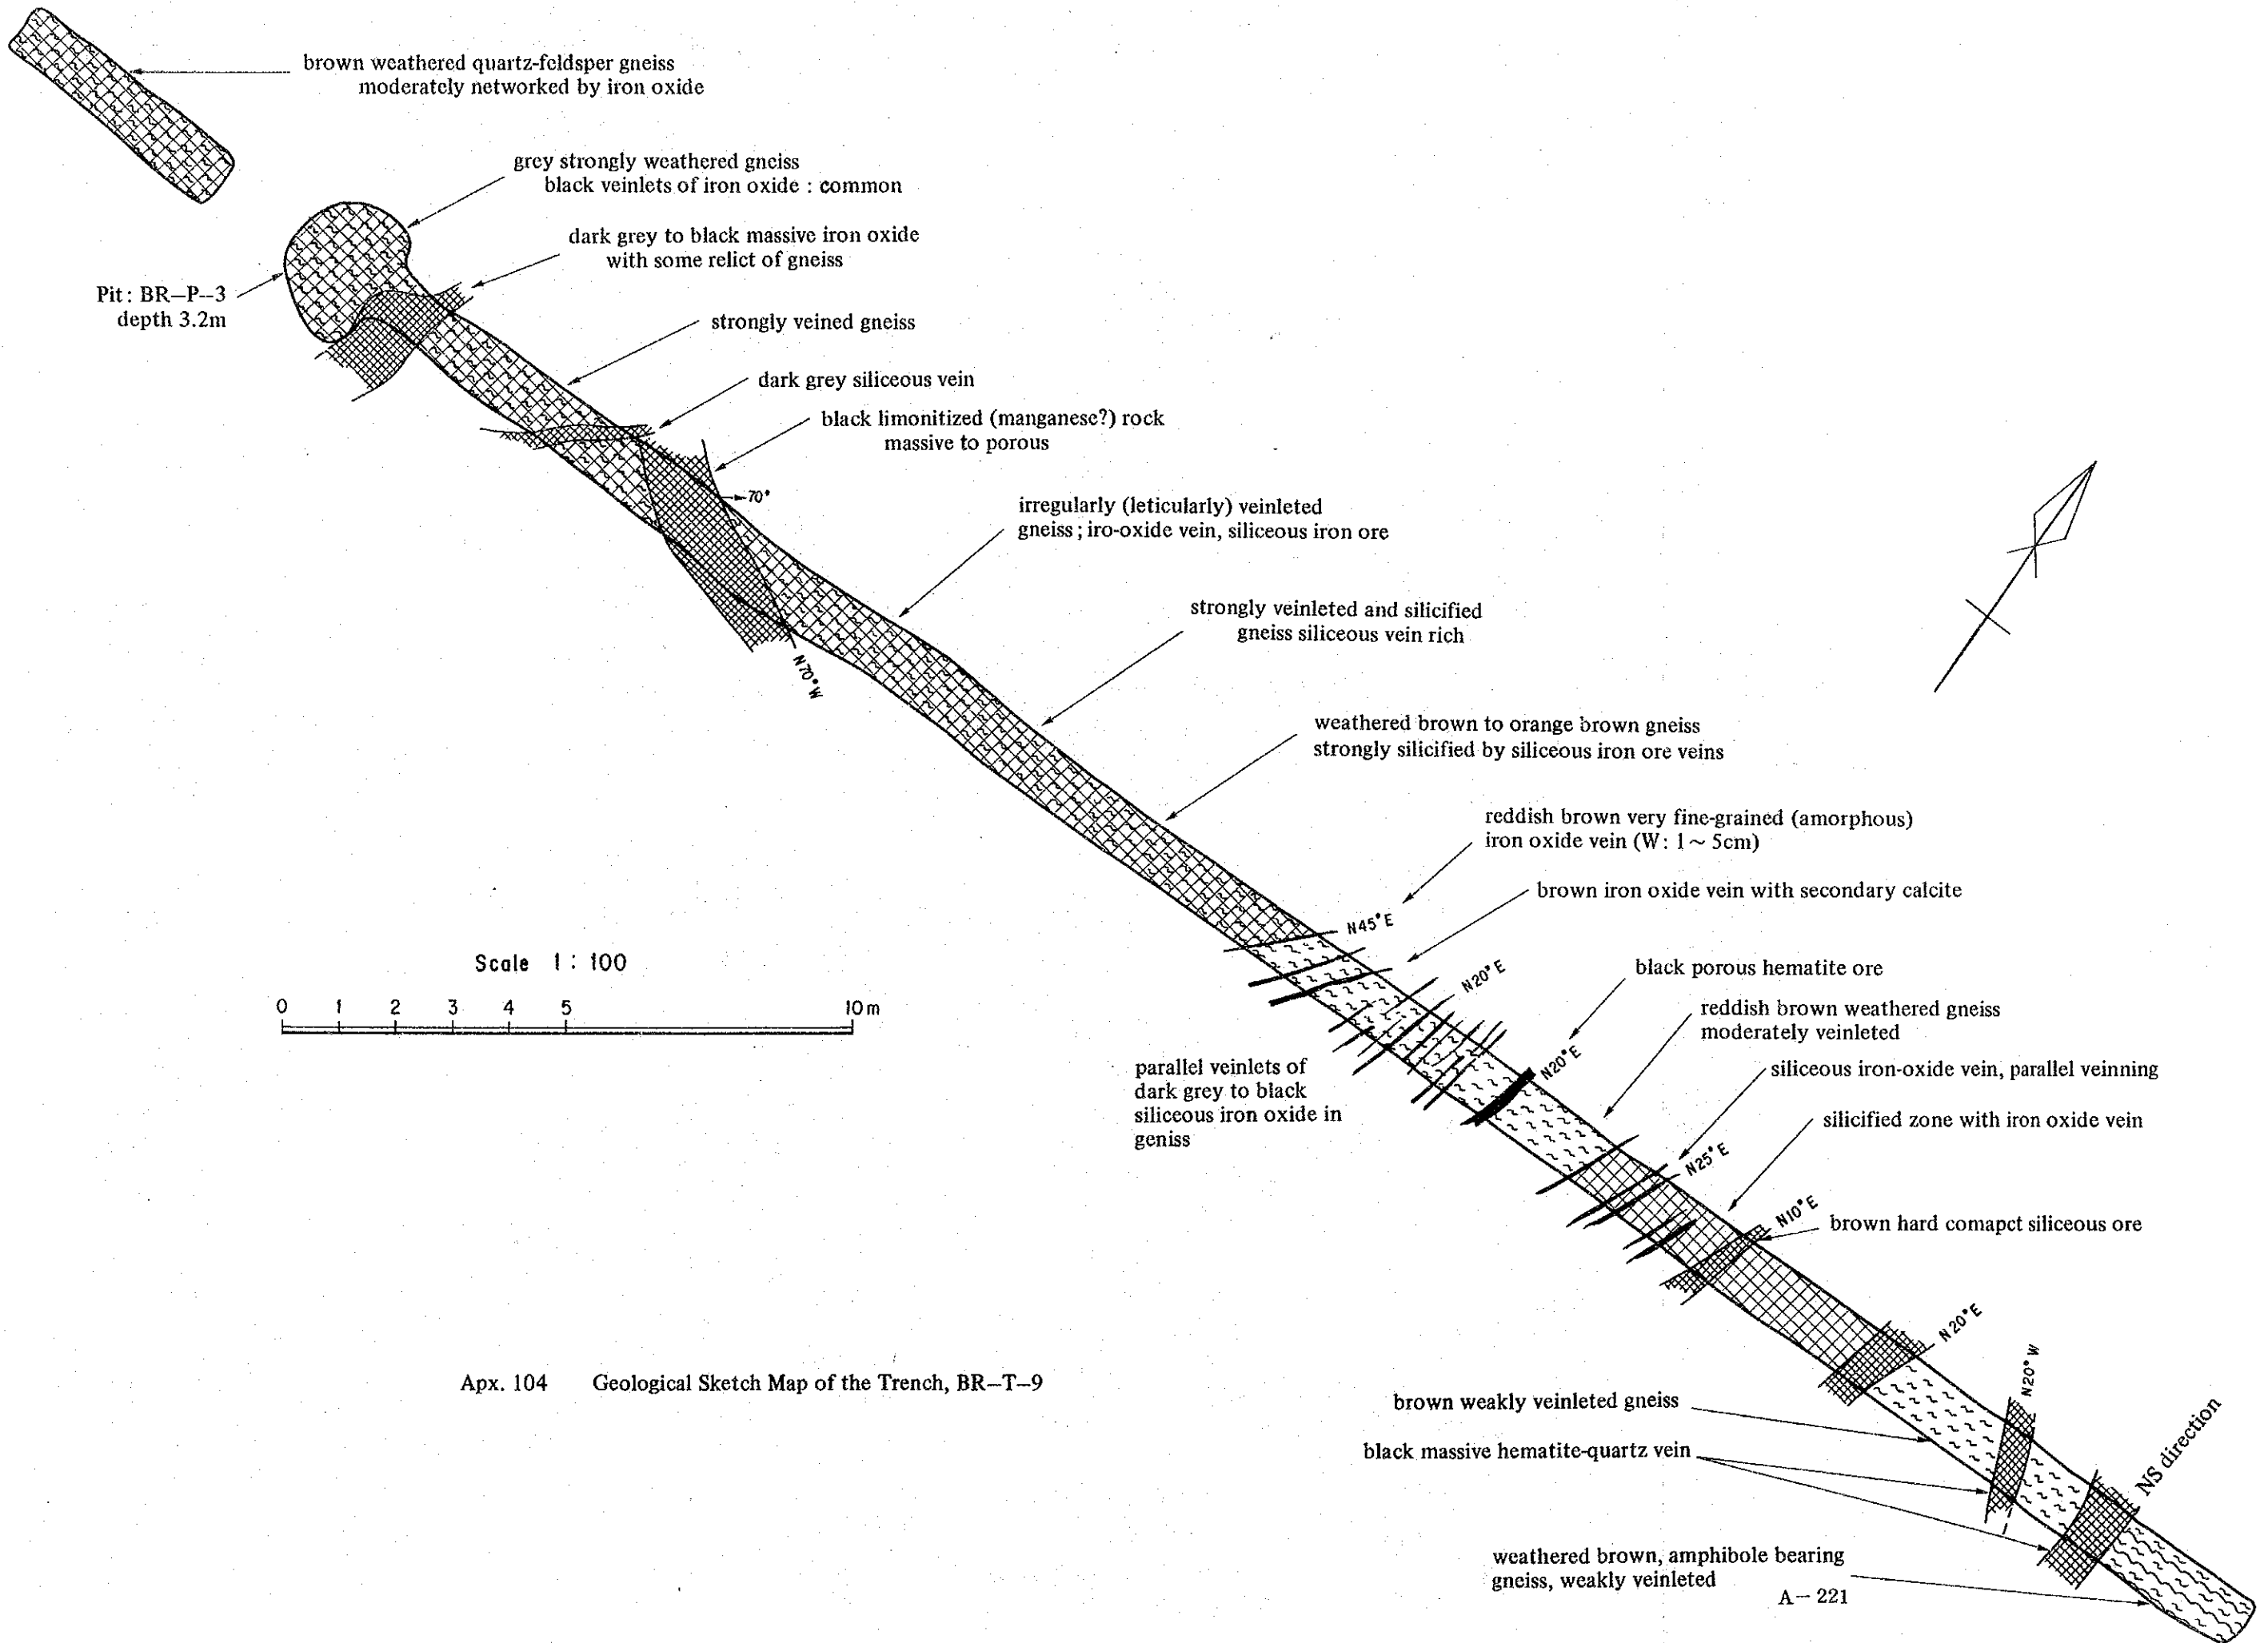 brown weathered quartz-feldsper gneiss
moderately networked by iron oxide
grey strongly weathered gneiss
black veinlets of iron oxide : common
dark grey to black massive iron oxide
with some relict of gneiss
Pit: BR-P--3
depth 3.2m
strongly veined gneiss
dark grey siliceous vein
black limonitized (manganese?) rock
massive to porous
70°
irregularly (leticularly) veinleted
gneiss ; iro-oxide vein, siliceous iron ore
strongly veinleted and silicified
gneiss siliceous vein rich
N70°W
weathered brown to orange brown gneiss
strongly silicified by siliceous iron ore veins
reddish brown very fine-grained (amorphous)
iron oxide vein (W: 1 ~ 5cm)
brown iron oxide vein with secondary calcite
N45°E
N20°E
black porous hematite ore
Scale 1 : 100
0 1 2 3 4 5 10 m
reddish brown weathered gneiss
moderately veinleted
N20°E
parallel veinlets of
dark grey to black
siliceous iron oxide in
geniss
siliceous iron-oxide vein, parallel veinning
silicified zone with iron oxide vein
N25°E
N10°E
brown hard comapct siliceous ore
N20°E
N20°W
Apx. 104 Geological Sketch Map of the Trench, BR-T-9
brown weakly veinleted gneiss
black massive hematite-quartz vein
NS direction
weathered brown, amphibole bearing
gneiss, weakly veinleted
A- 221